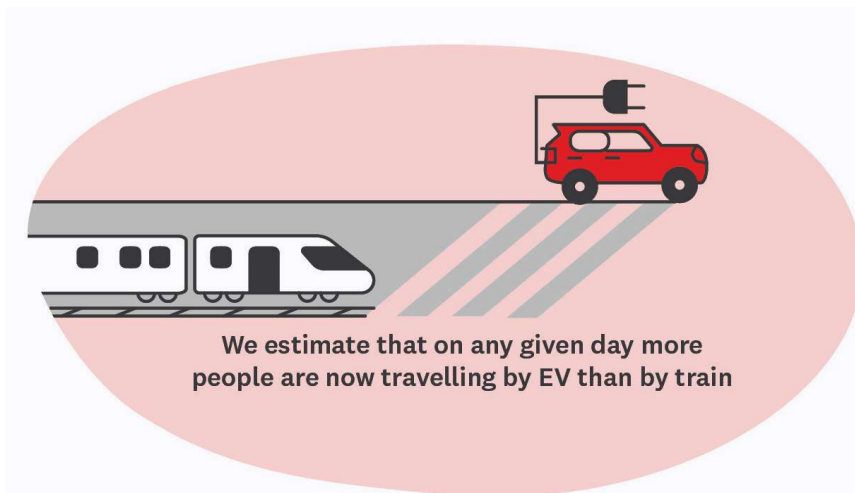 We estimate that on any given day more
people are now travelling by EV than by train